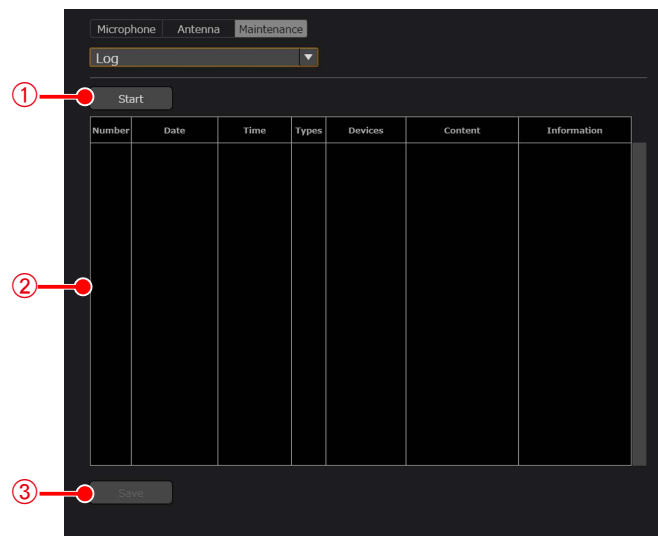 Microphone Antenna Maintenance
Log
① Start
Number Date Time Types Devices Content Information
②
③ Save